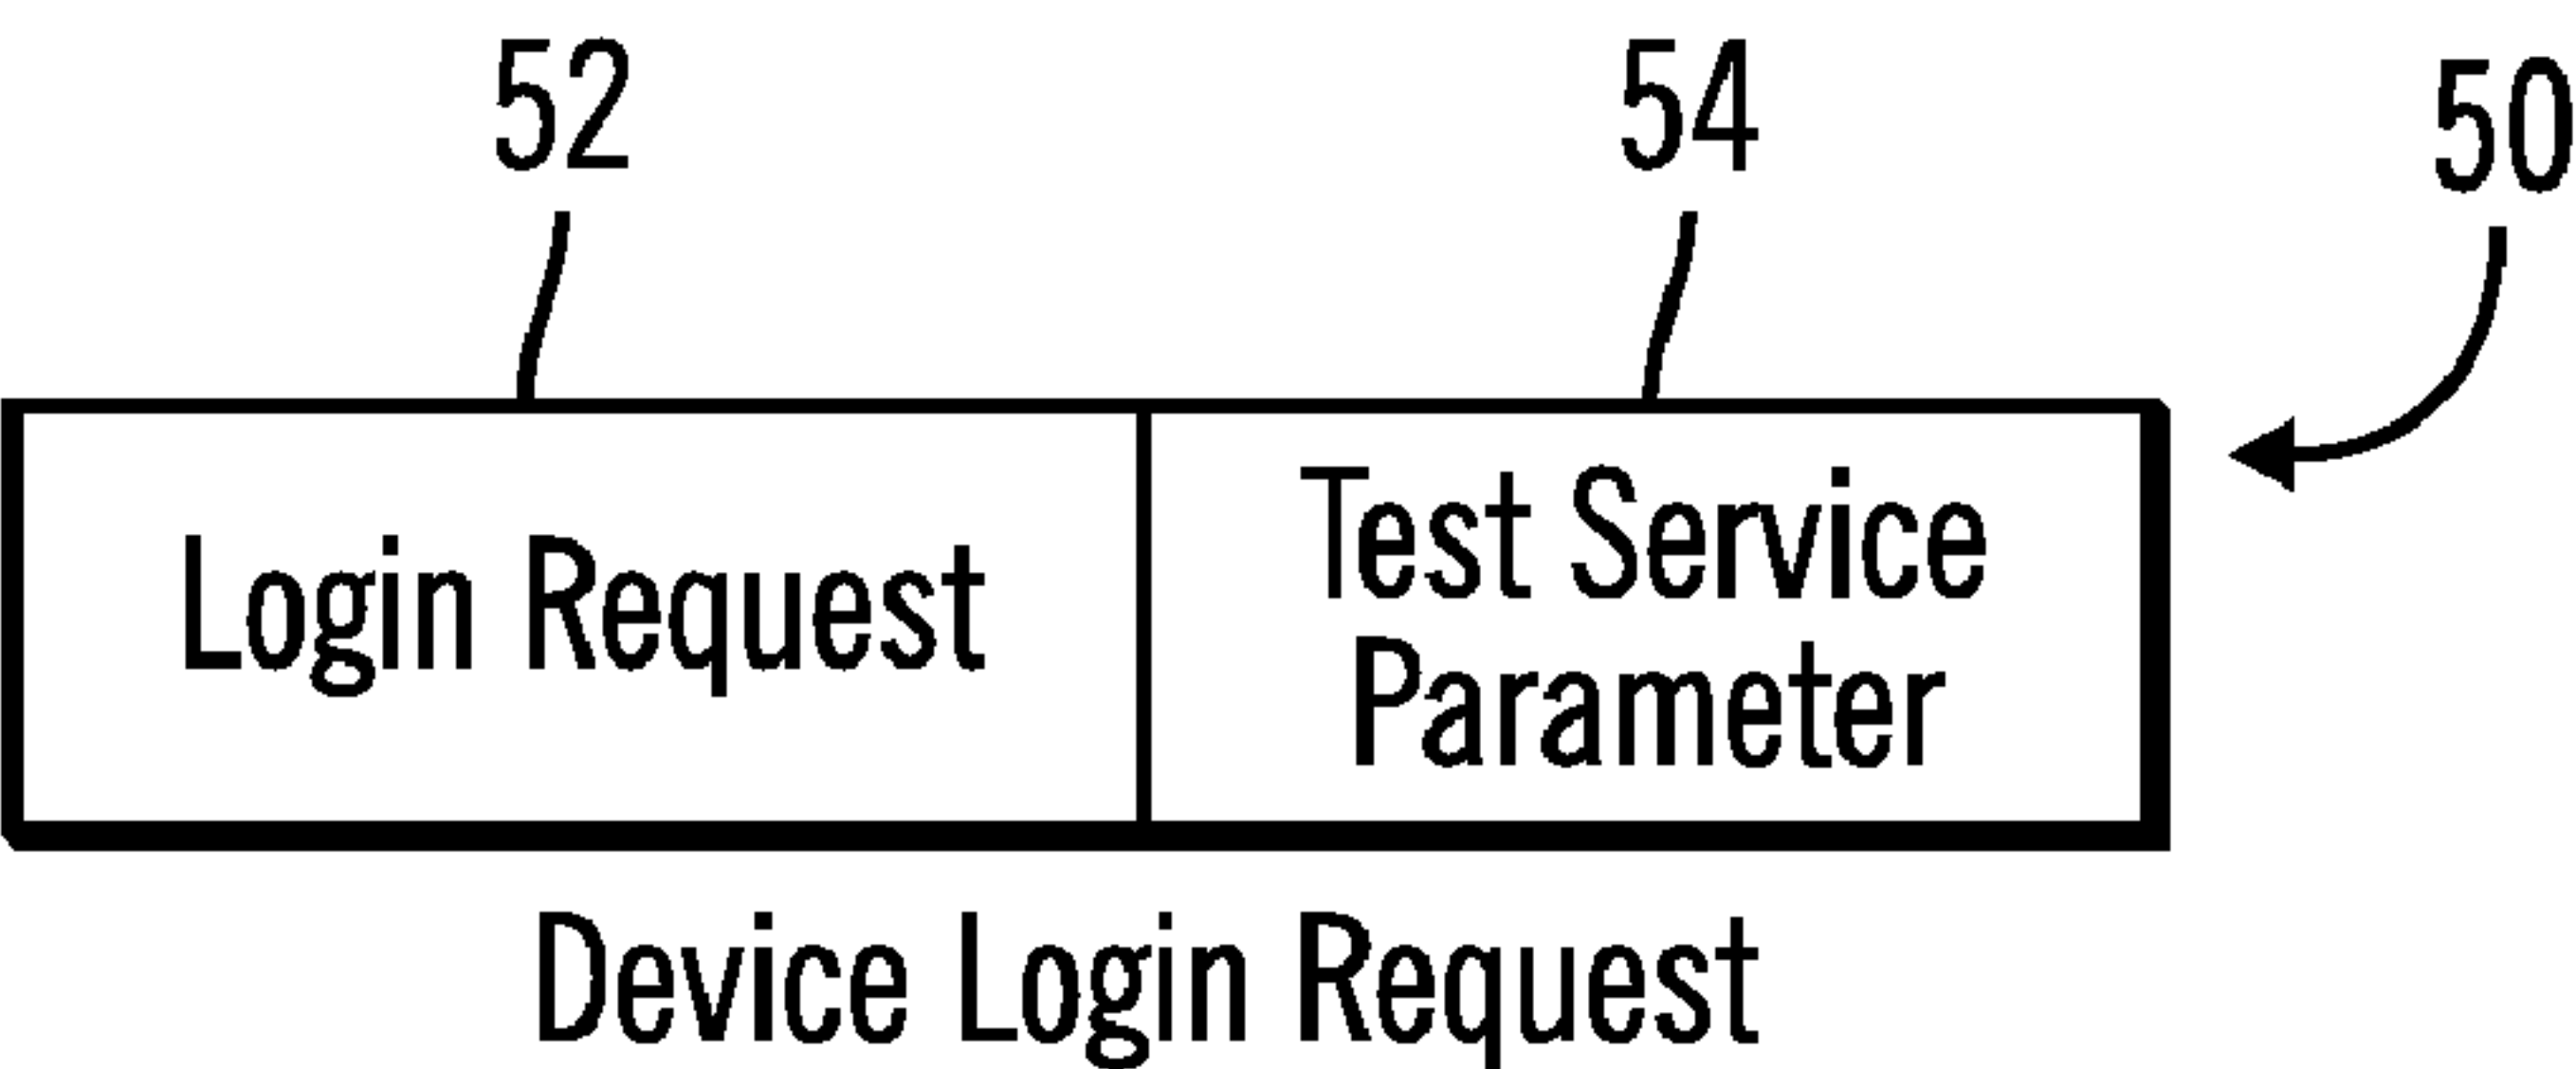 52
54
50
Login Request
Test Service
Parameter
Device Login Request